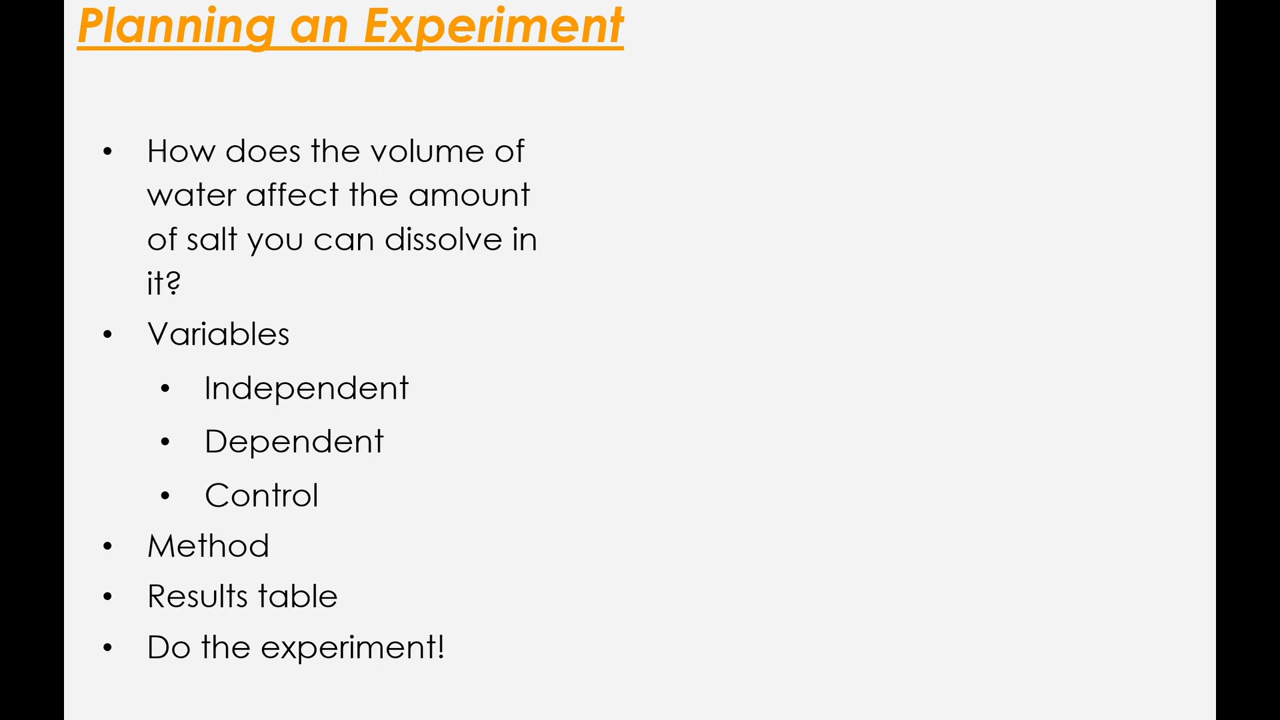 Planning an Experiment
• How does the volume of
water affect the amount
of salt you can dissolve in
it?
• Variables
• Independent
• Dependent
• Control
• Method
• Results table
• Do the experiment!